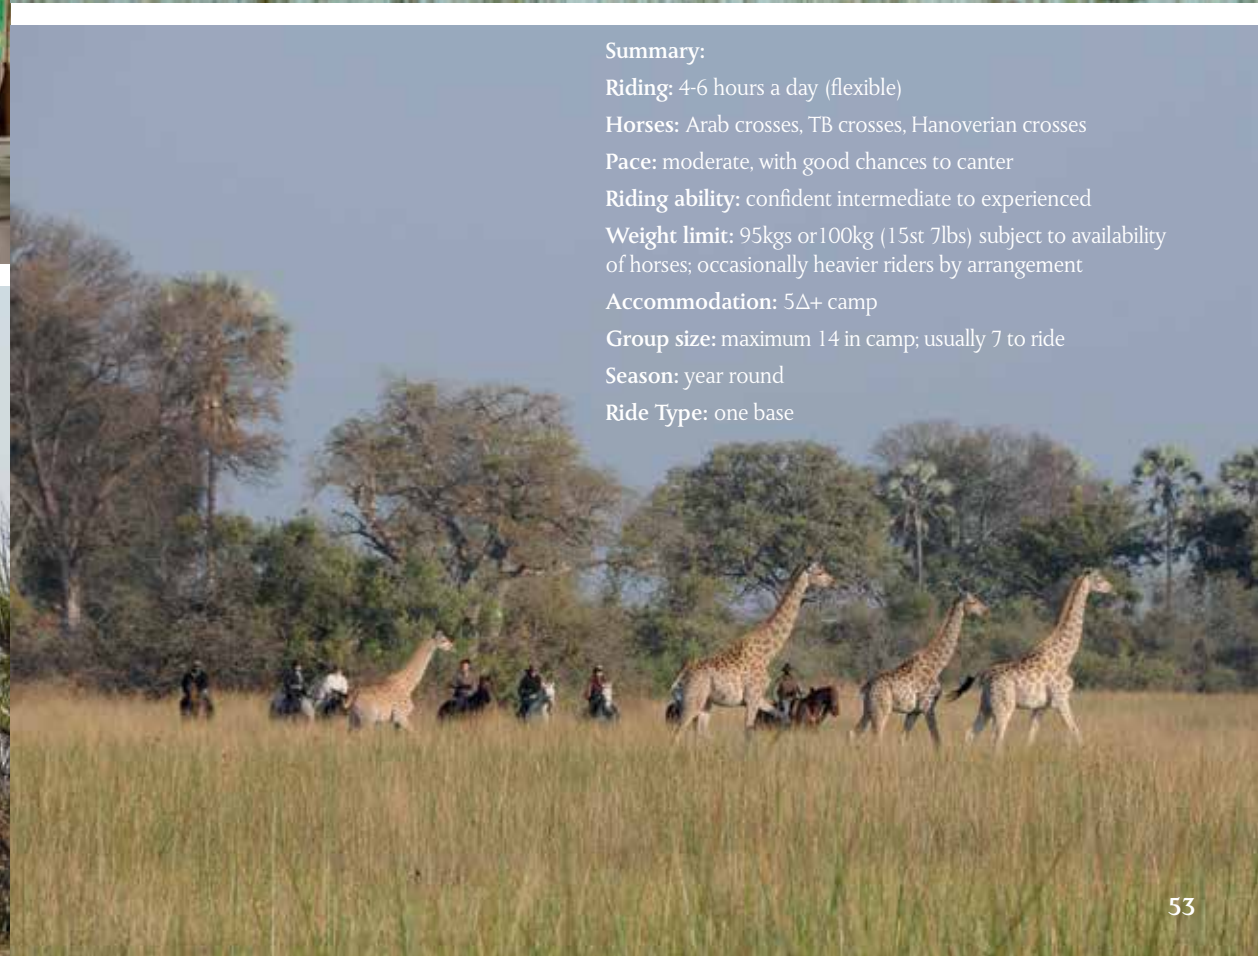 Summary:
Riding: 4-6 hours a day (flexible)
Horses: Arab crosses, TB crosses, Hanoverian crosses
Pace: moderate, with good chances to canter
Riding ability: confident intermediate to experienced
Weight limit: 95kgs or100kg (15st 7lbs) subject to availability
of horses; occasionally heavier riders by arrangement
Accommodation: 5∆+ camp
Group size: maximum 14 in camp; usually 7 to ride
Season: year round
Ride Type: one base
53